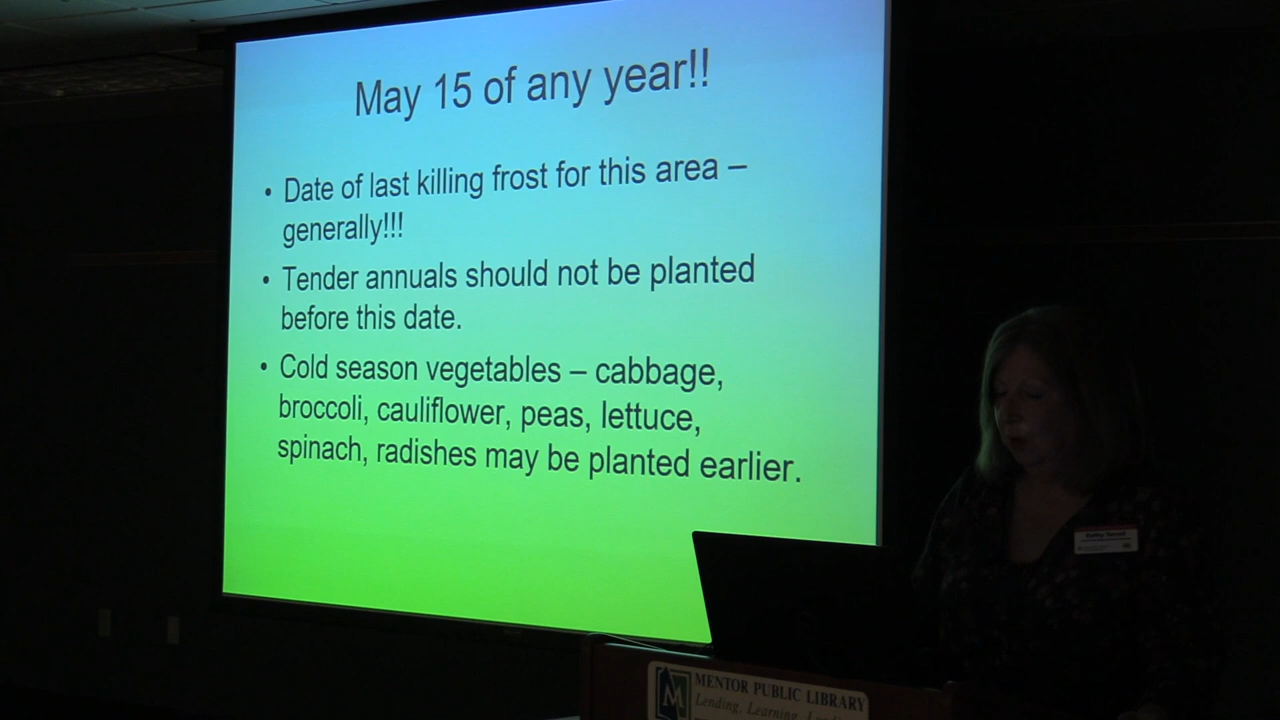 May 15 of any year!!
• Date of last killing frost for this area –
generally!!!
• Tender annuals should not be planted
before this date.
• Cold season vegetables – cabbage,
broccoli, cauliflower, peas, lettuce,
spinach, radishes may be planted earlier.
Kathy
M
MENTOR PUBLIC LIBRARY
Lending. Learning.